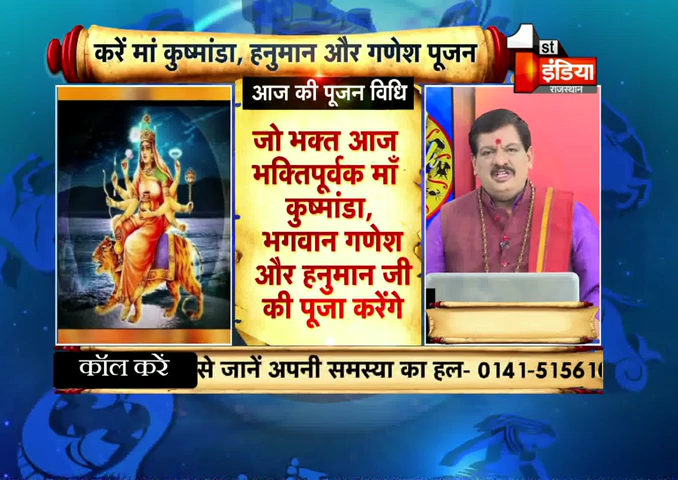 करें मां कुष्मांडा, हनुमान और गणेश पूजन
1st
इंडिया
राजस्थान
आज की पूजन विधि
जो भक्त आज
भक्तिपूर्वक माँ
कुष्मांडा,
भगवान गणेश
और हनुमान जी
की पूजा करेंगे
कॉल करें
से जानें अपनी समस्या का हल- 0141-515610